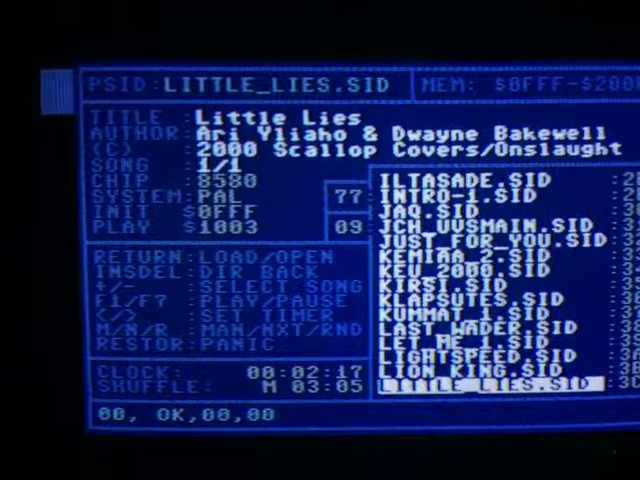 PSID:LITTLE_LIES.SID MEM: $0FFF-$200
TITLE :Little Lies
AUTHOR:Ari Yliaho & Dwayne Bakewell
(C) :2000 Scallop Covers/Onslaught
SONG :1/1
CHIP :8580
SYSTEM:PAL
INIT $0FFF
PLAY $1003
77
09
ILTASADE.SID
INTRO-1.SID
JAQ.SID
JCH_UVSMAIN.SID
JUST_FOR_YOU.SID
KEMIAA_2.SID
KEU_2000.SID
KIRSI.SID
KLAPSUTES.SID
KUMMAT_1.SID
LAST_WADER.SID
LET_ME_1.SID
LIGHTSPEED.SID
LION_KING.SID
LITTLE_LIES.SID
RETURN:LOAD/OPEN
INSDEL:DIR BACK
+/- :SELECT SONG
F1/F7 :PLAY/PAUSE
</> :SET TIMER
M/N/R :MAN/NXT/RND
RESTOR:PANIC
CLOCK: 00:02:17
SHUFFLE: M 03:05
00, OK,00,00